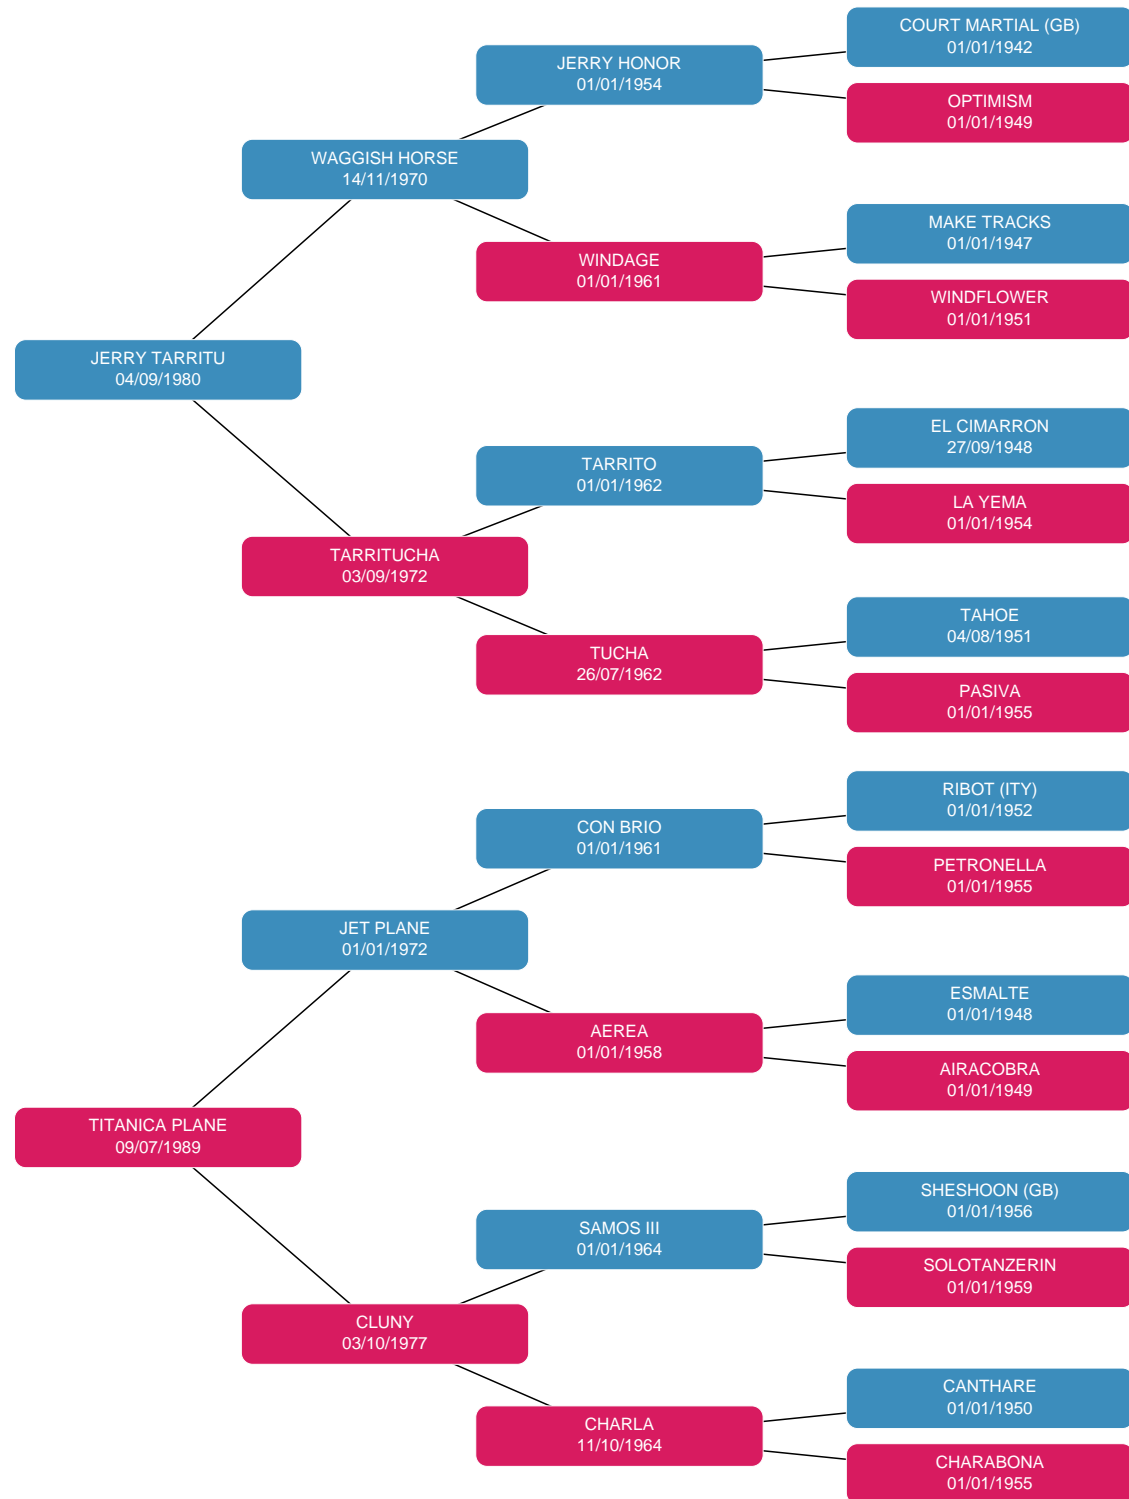 COURT MARTIAL (GB)
01/01/1942
JERRY HONOR
01/01/1954
OPTIMISM
01/01/1949
WAGGISH HORSE
14/11/1970
MAKE TRACKS
01/01/1947
WINDAGE
01/01/1961
WINDFLOWER
01/01/1951
JERRY TARRITU
04/09/1980
EL CIMARRON
27/09/1948
TARRITO
01/01/1962
LA YEMA
01/01/1954
TARRITUCHA
03/09/1972
TAHOE
04/08/1951
TUCHA
26/07/1962
PASIVA
01/01/1955
RIBOT (ITY)
01/01/1952
CON BRIO
01/01/1961
PETRONELLA
01/01/1955
JET PLANE
01/01/1972
ESMALTE
01/01/1948
AEREA
01/01/1958
AIRACOBRA
01/01/1949
TITANICA PLANE
09/07/1989
SHESHOON (GB)
01/01/1956
SAMOS III
01/01/1964
SOLOTANZERIN
01/01/1959
CLUNY
03/10/1977
CANTHARE
01/01/1950
CHARLA
11/10/1964
CHARABONA
01/01/1955